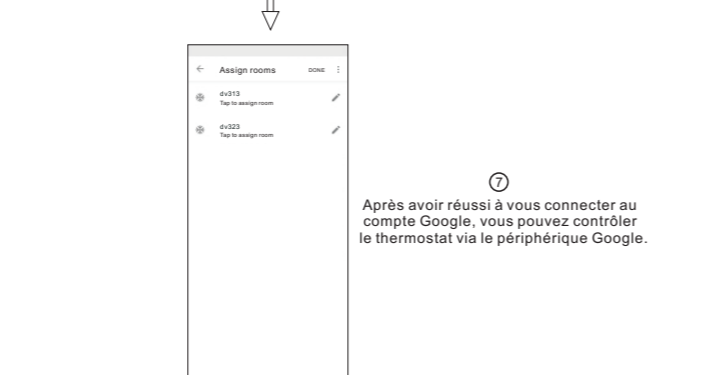 Assign rooms DONE
dv313
Tap to assign room
dv323
Tap to assign room
⑦
Après avoir réussi à vous connecter au
compte Google, vous pouvez contrôler
le thermostat via le périphérique Google.